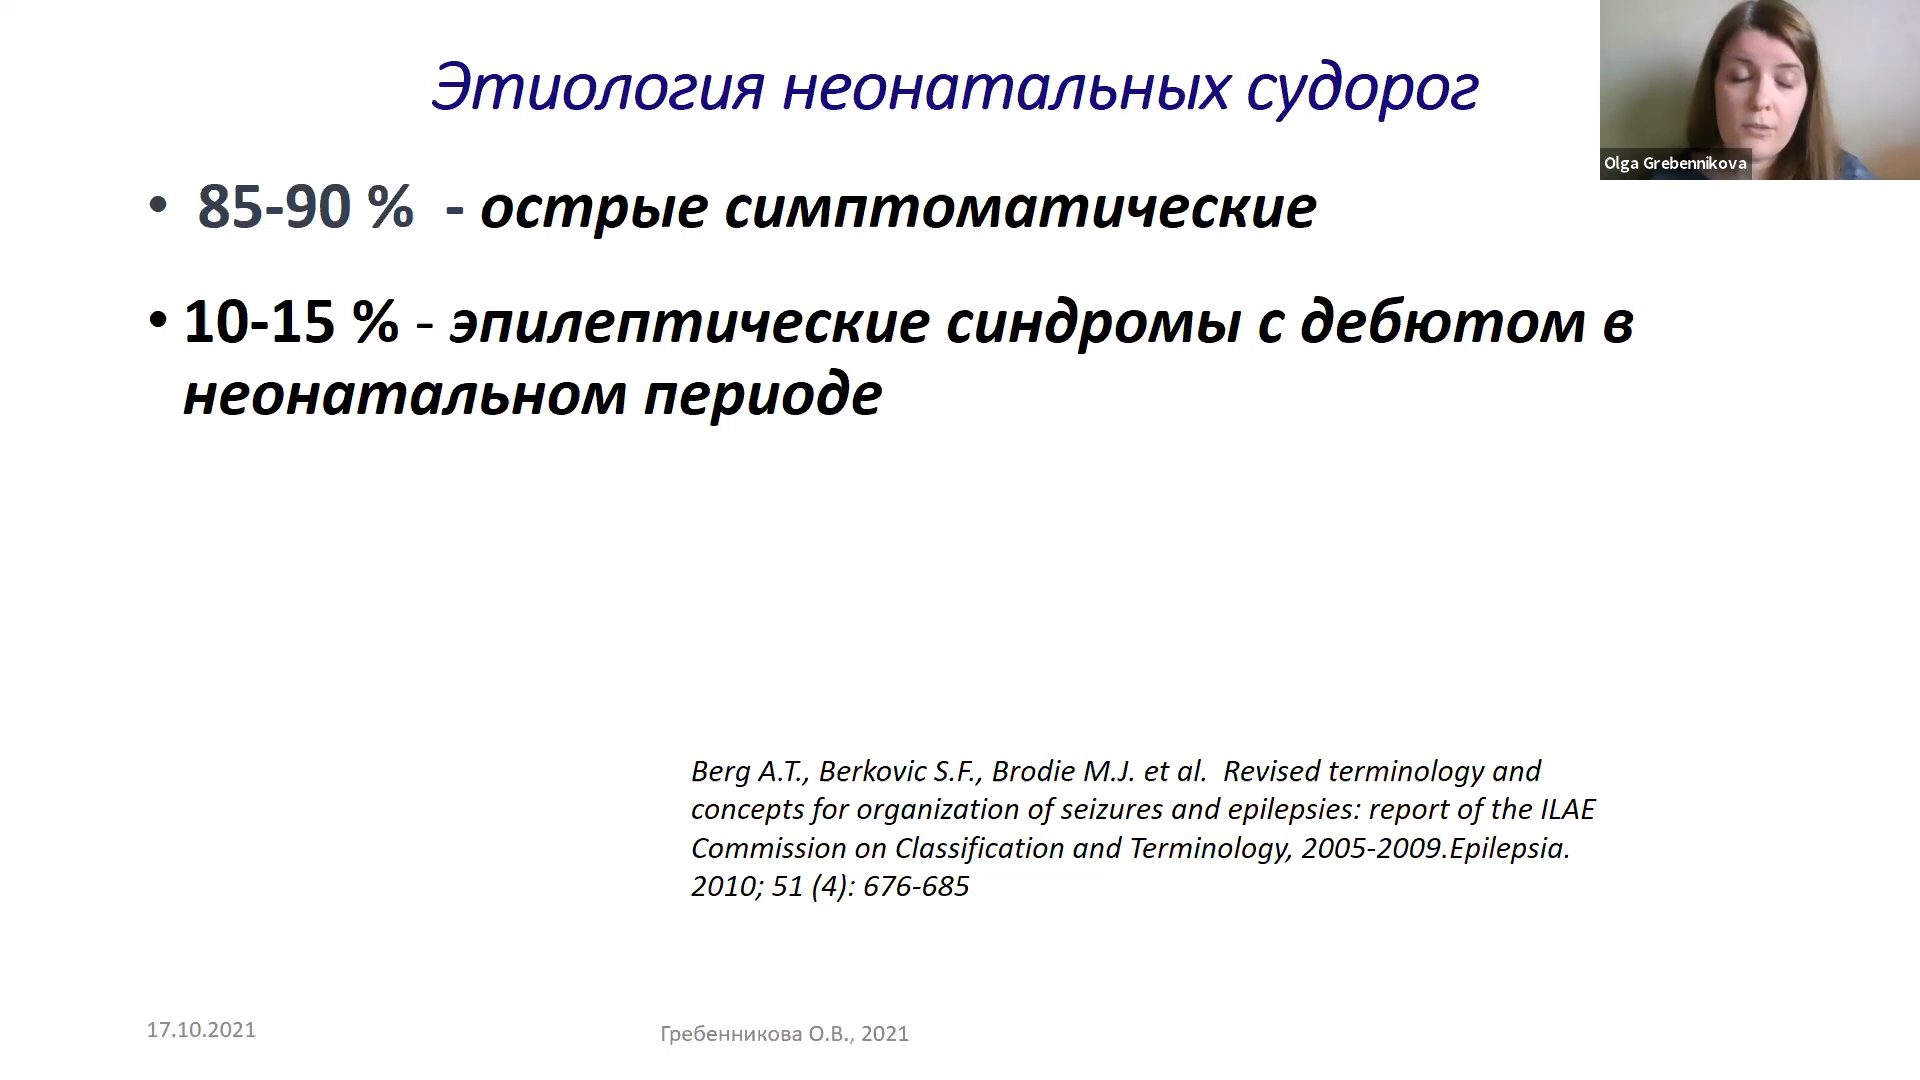 Этиология неонатальных судорог
Olga Grebennikova
• 85-90 % - острые симптоматические
• 10-15 % - эпилептические синдромы с дебютом в
неонатальном периоде
Berg A.T., Berkovic S.F., Brodie M.J. et al. Revised terminology and
concepts for organization of seizures and epilepsies: report of the ILAE
Commission on Classification and Terminology, 2005-2009.Epilepsia.
2010; 51 (4): 676-685
17.10.2021
Гребенникова О.В., 2021